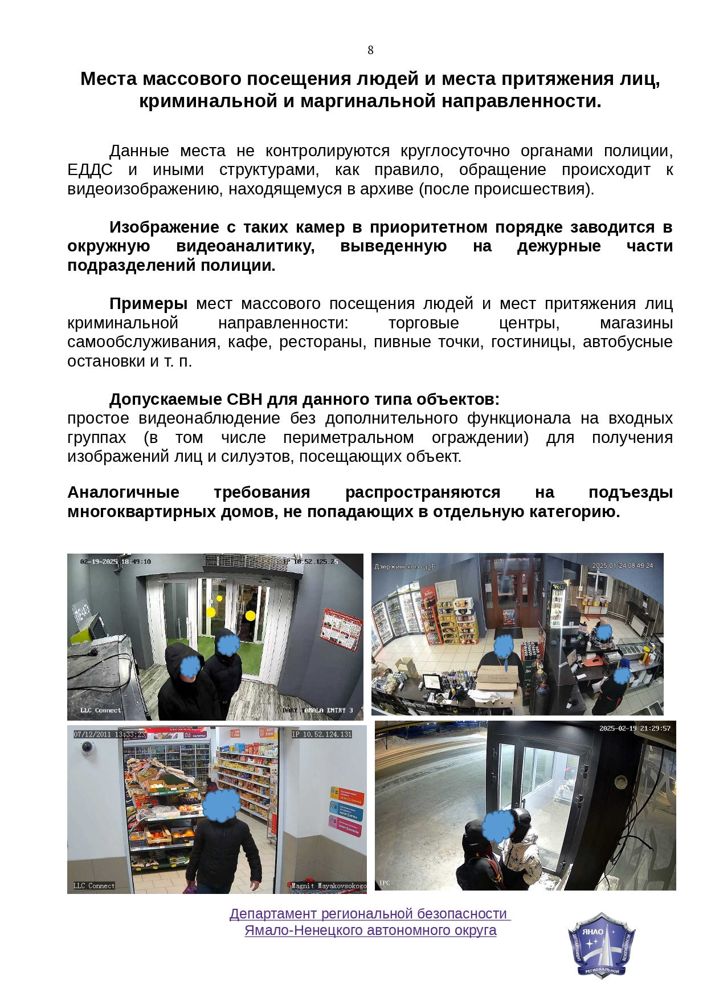 8
Места массового посещения людей и места притяжения лиц,
криминальной и маргинальной направленности.
Данные места не контролируются круглосуточно органами полиции,
ЕДДС и иными структурами, как правило, обращение происходит к
видеоизображению, находящемуся в архиве (после происшествия).
Изображение с таких камер в приоритетном порядке заводится в
окружную видеоаналитику, выведенную на дежурные части
подразделений полиции.
Примеры мест массового посещения людей и мест притяжения лиц
криминальной направленности: торговые центры, магазины
самообслуживания, кафе, рестораны, пивные точки, гостиницы, автобусные
остановки и т. п.
Допускаемые СВН для данного типа объектов:
простое видеонаблюдение без дополнительного функционала на входных
группах (в том числе периметральном ограждении) для получения
изображений лиц и силуэтов, посещающих объект.
Аналогичные требования распространяются на подъезды
многоквартирных домов, не попадающих в отдельную категорию.
02-19-2025 18:49:10
IP 10.52.125.25
LLC Connect
AMALA ENTRY 3
Дзержинского-12Б
2025-01-24 08:49:24
07/12/2011 13:33:23
IP 10.52.124.131
НАПИТКИ
LLC Connect
Magnit Mayakovsokogo
2025-02-19 21:29:57
IPC
Департамент региональной безопасности
Ямало-Ненецкого автономного округа
ЯНАО
ДЕПАРТАМЕНТ
РЕГИОНАЛЬНОЙ
БЕЗОПАСНОСТИ